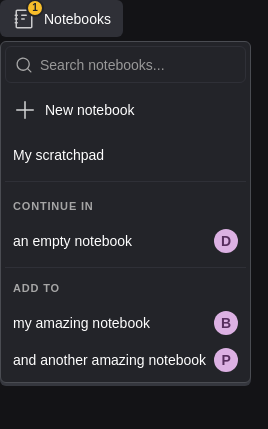 1
Notebooks
Search notebooks...
New notebook
My scratchpad
CONTINUE IN
an empty notebook D
ADD TO
my amazing notebook B
and another amazing notebook P